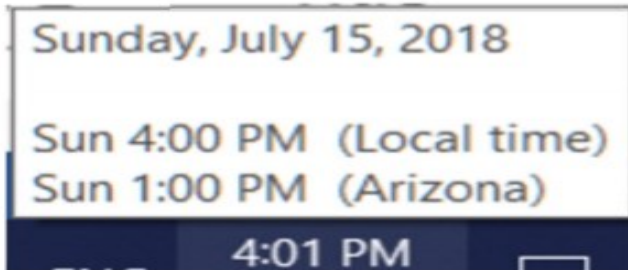 Sunday, July 15, 2018
Sun 4:00 PM (Local time)
Sun 1:00 PM (Arizona)
4:01 PM